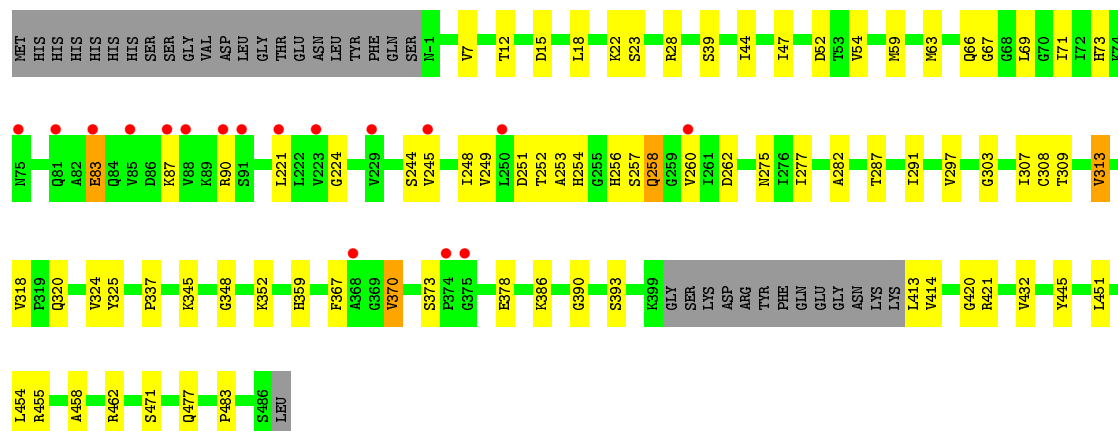 MET HIS HIS HIS HIS HIS HIS SER SER GLY VAL ASP LEU GLY THR GLU ASN LEU TYR PHE GLN SER N-1 V7 T12 D15 L18 K22 S23 R28 S39 I44 I47 D52 T53 V54 M59 M63 Q66 G67 G68 L69 G70 I71 I72 H73 K74
N75 Q81 A82 E83 Q84 V85 D86 K87 V88 K89 R90 S91 L221 L222 V223 G224 V229 S244 V245 I248 V249 L250 D251 T252 A253 H254 G255 H256 S257 Q258 G259 V260 I261 D262 N275 I276 I277 A282 T287 I291 V297 G303 I307 C308 T309 V313
V318 P319 Q320 V324 Y325 P337 K345 G348 K352 H359 F367 A368 G369 V370 S373 P374 G375 E378 K386 G390 S393 K399 GLY SER LYS ASP ARG TYR PHE GLN GLU GLY ASN LYS LYS L413 V414 G420 R421 V432 Y445 L451
L454 R455 A458 R462 S471 Q477 P483 S486 LEU